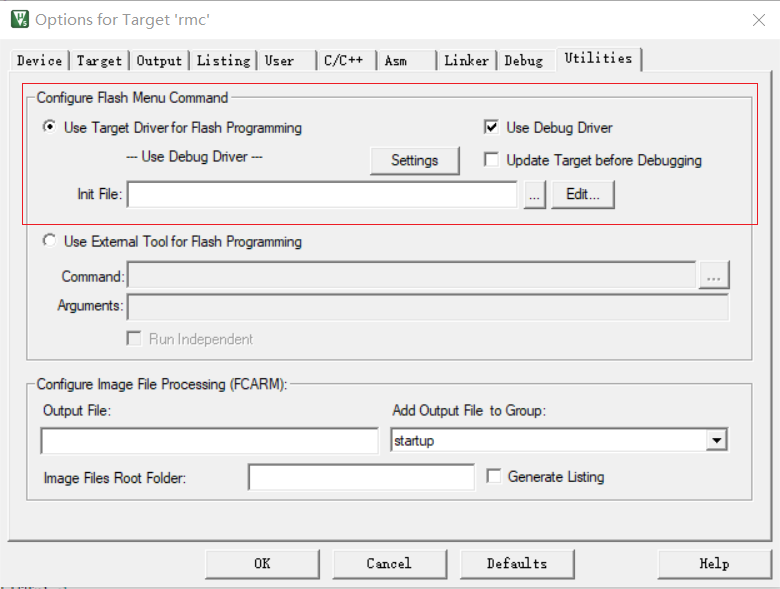 Options for Target 'rmc'
Device Target Output Listing User C/C++ Asm Linker Debug Utilities
Configure Flash Menu Command
Use Target Driver for Flash Programming
Use Debug Driver
--- Use Debug Driver ---
Settings
Update Target before Debugging
Init File:
...
Edit...
Use External Tool for Flash Programming
Command:
...
Arguments:
Run Independent
Configure Image File Processing (FCARM):
Output File:
Add Output File to Group:
startup
Image Files Root Folder:
Generate Listing
OK Cancel Defaults Help